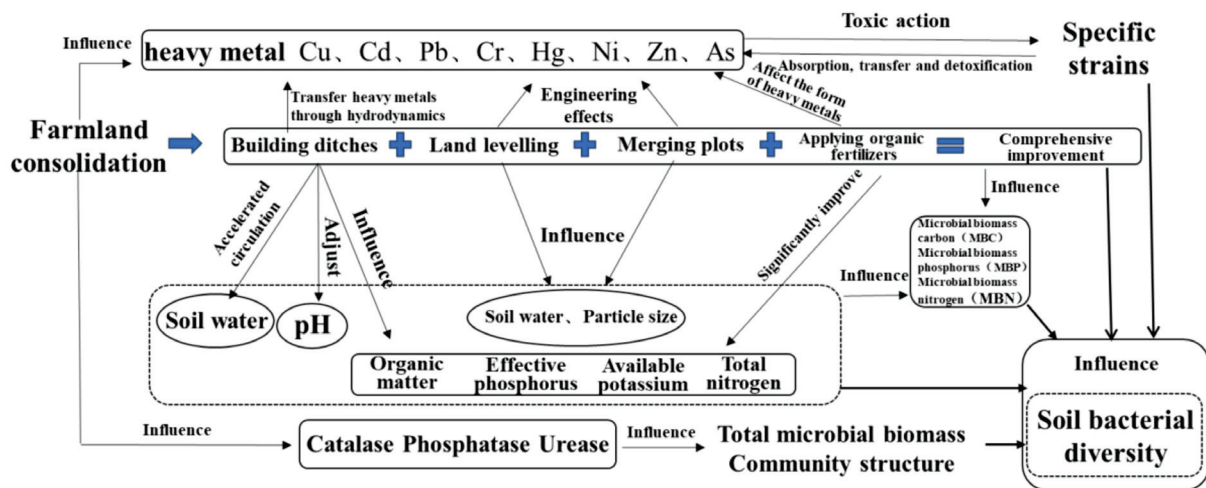 Toxic action
Influence
heavy metal Cu、Cd、Pb、Cr、Hg、Ni、Zn、As
Specific
strains
Absorption, transfer and detoxification
Affect the form
of heavy metals
Transfer heavy metals
through hydrodynamics
Engineering
effects
Farmland
consolidation
Building ditches
Land levelling
Merging plots
Applying organic
fertilizers
Comprehensive
improvement
Accelerated
circulation
Adjust
Influence
Influence
Significantly improve
Influence
Microbial biomass
carbon（MBC）
Microbial biomass
phosphorus（MBP）
Microbial biomass
nitrogen（MBN）
Influence
Soil water
pH
Soil water、Particle size
Organic
matter
Effective
phosphorus
Available
potassium
Total
nitrogen
Influence
Soil bacterial
diversity
Influence
Catalase Phosphatase Urease
Influence
Total microbial biomass
Community structure